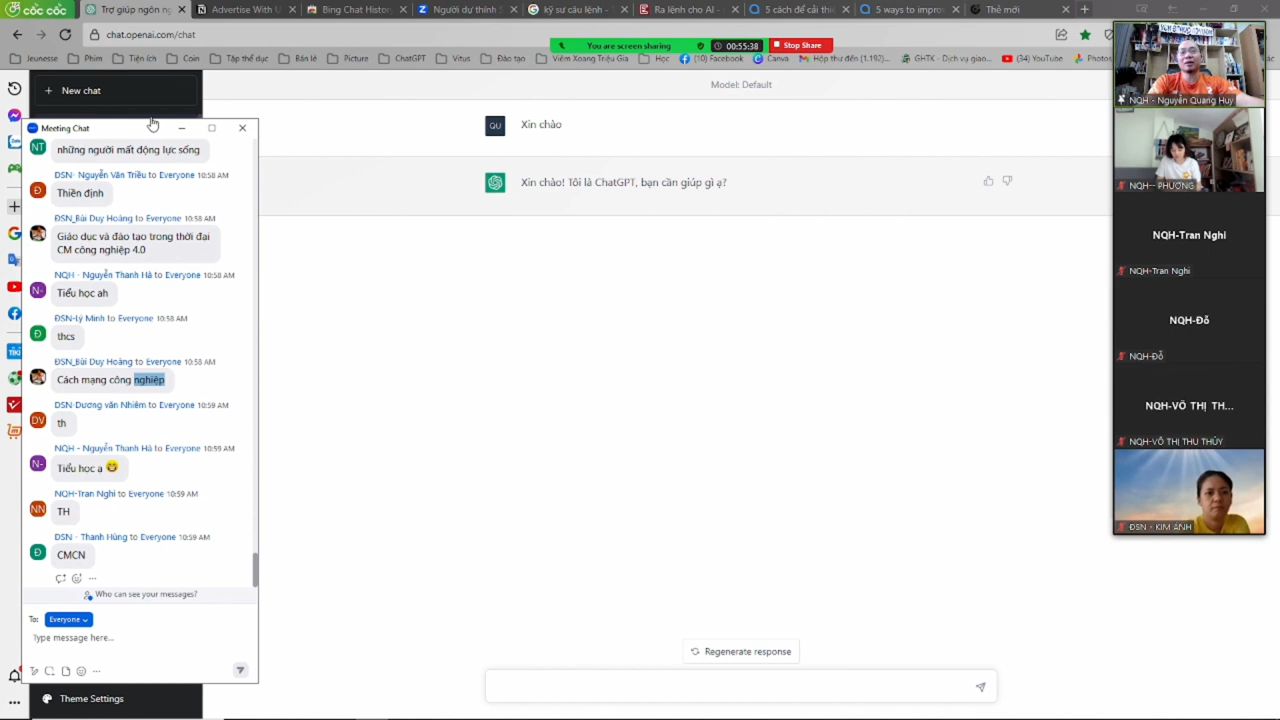 cốc cốc
Trợ giúp ngôn ng
Advertise With U
Bing Chat Histor
Người dự thính S
kỹ sư câu lệnh -
Ra lệnh cho AI -
5 cách để cải thiệ
5 ways to improv
Thẻ mới
chat.openai.com/chat
You are screen sharing
00:55:38
Stop Share
Jeunesse
Phim
Tiện ích
Coin
Tập thể dục
Bán lẻ
Picture
ChatGPT
Vitus
Đào tạo
Viêm Xoang Triệu Gia
Học
(10) Facebook
Canva
Hộp thư đến (1.192)...
GHTK - Dịch vụ giao...
(34) YouTube
Photos
New chat
Model: Default
Meeting Chat
NT
những người mất động lực sống
ĐSN- Nguyễn Văn Triều to Everyone 10:58 AM
Đ
Thiền định
ĐSN_Bùi Duy Hoàng to Everyone 10:58 AM
Giáo dục và đào tạo trong thời đại
CM công nghiệp 4.0
NQH - Nguyễn Thanh Hà to Everyone 10:58 AM
N-
Tiểu học ah
ĐSN-Lý Minh to Everyone 10:58 AM
Đ
thcs
ĐSN_Bùi Duy Hoàng to Everyone 10:58 AM
Cách mạng công nghiệp
ĐSN-Dương văn Nhiêm to Everyone 10:59 AM
DV
th
NQH - Nguyễn Thanh Hà to Everyone 10:59 AM
N-
Tiểu học ạ
NQH-Tran Nghi to Everyone 10:59 AM
NN
TH
ĐSN - Thanh Hùng to Everyone 10:59 AM
Đ
CMCN
Who can see your messages?
To: Everyone
Type message here...
Theme Settings
QU
Xin chào
Xin chào! Tôi là ChatGPT, bạn cần giúp gì ạ?
Regenerate response
NQH - Nguyễn Quang Huy
NQH-- PHƯỢNG
NQH-Tran Nghi
NQH-Tran Nghi
NQH-Đỗ
NQH-Đỗ
NQH-VÕ THỊ TH...
NQH-VÕ THỊ THU THỦY
ĐSN - KIM ANH